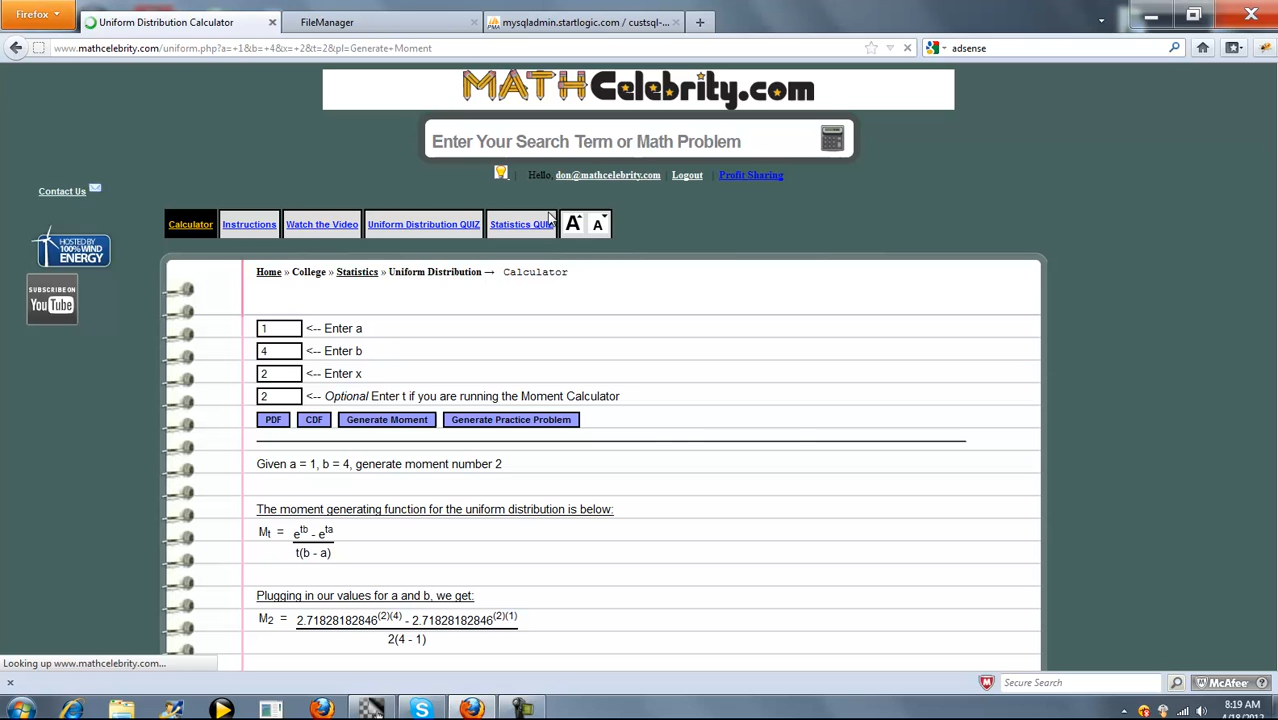 Firefox
Uniform Distribution Calculator
FileManager
mysqladmin.startlogic.com / custsql-...
www.mathcelebrity.com/uniform.php?a=+1&b=+4&x=+2&t=2&pl=Generate+Moment
adsense
MATHCelebrity.com
Enter Your Search Term or Math Problem
| Hello, don@mathcelebrity.com | Logout | Profit Sharing
Contact Us
Calculator
Instructions
Watch the Video
Uniform Distribution QUIZ
Statistics QUIZ
A A
HOSTED BY
100% WIND
ENERGY
SUBSCRIBE ON
YouTube
Home » College » Statistics » Uniform Distribution → Calculator
1 <-- Enter a
4 <-- Enter b
2 <-- Enter x
2 <-- Optional Enter t if you are running the Moment Calculator
PDF CDF Generate Moment Generate Practice Problem
Given a = 1, b = 4, generate moment number 2
The moment generating function for the uniform distribution is below:
Mt = e^tb - e^ta
t(b - a)
Plugging in our values for a and b, we get:
M2 = 2.71828182846^(2)(4) - 2.71828182846^(2)(1)
2(4 - 1)
Looking up www.mathcelebrity.com...
Secure Search
McAfee
8:19 AM
4/18/2012